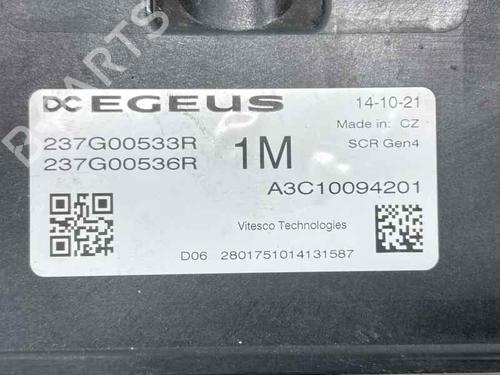 EGEUS
14-10-21
237G00533R
237G00536R
1M
Made in: CZ
SCR Gen4
A3C10094201
Vitesco Technologies
D06 2801751014131587